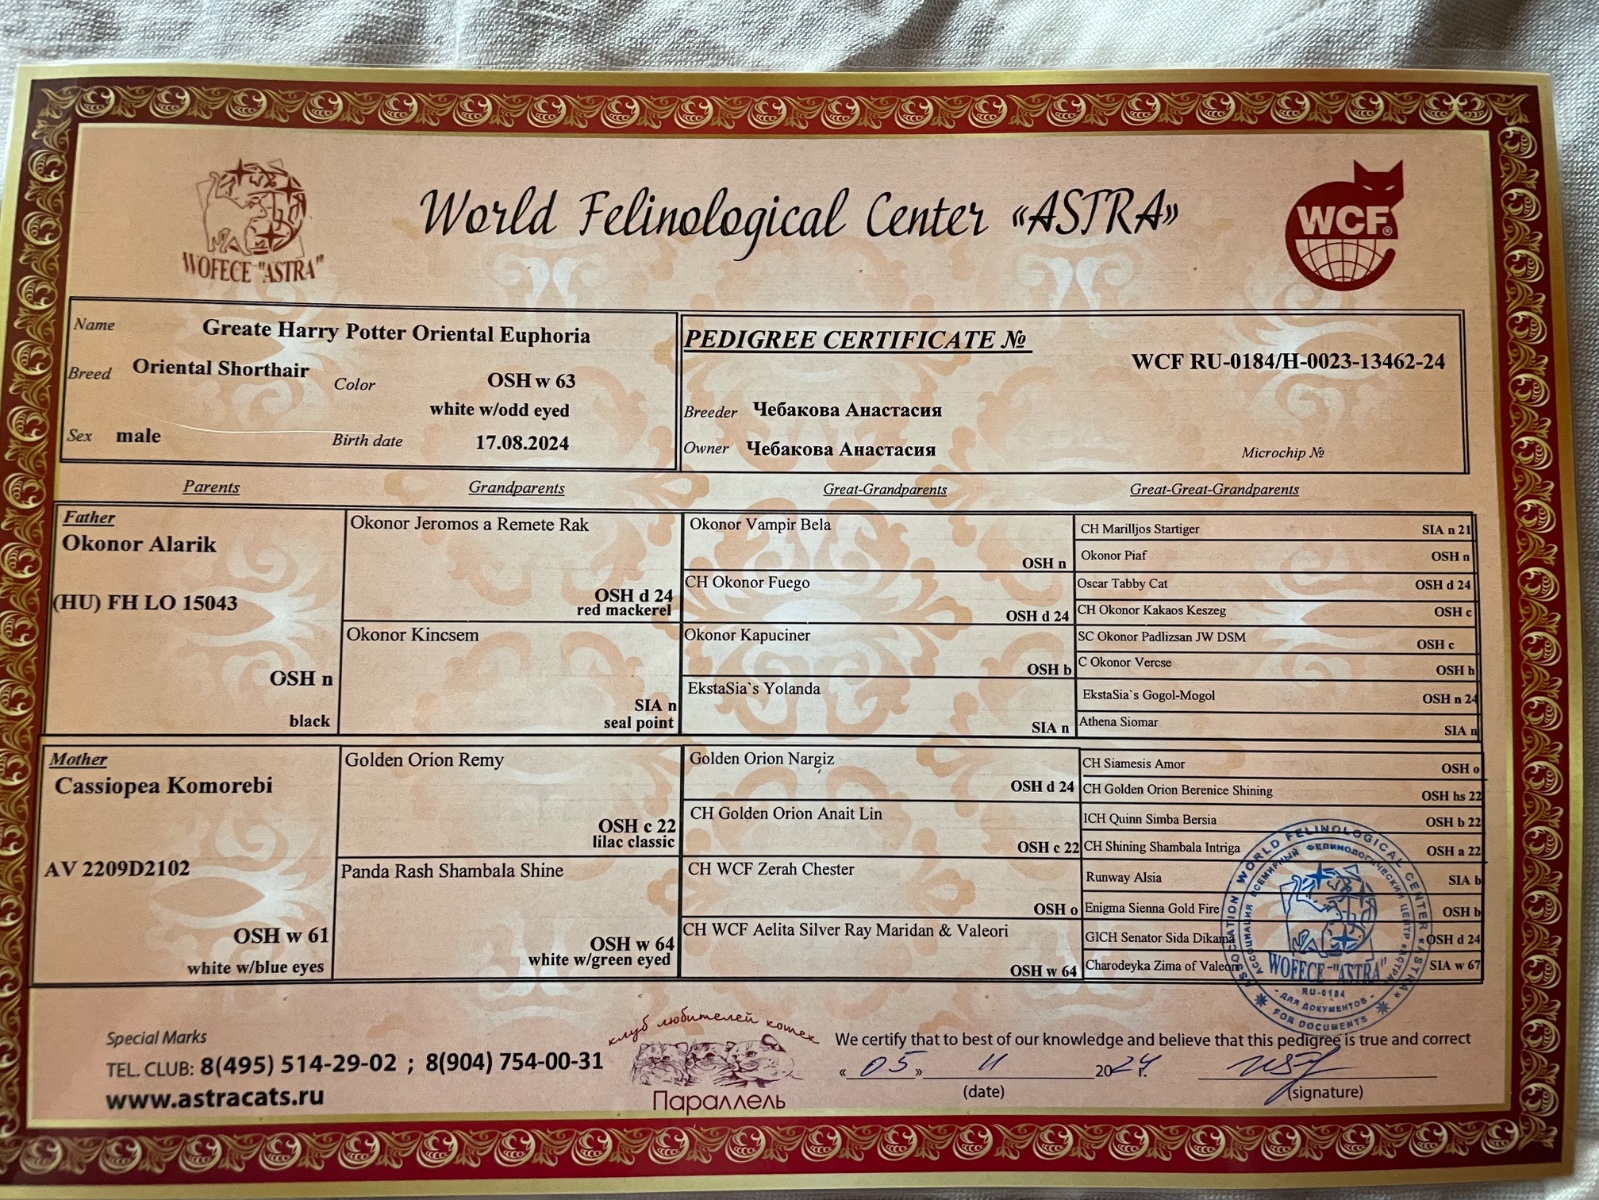 World Felinological Center «ASTRA»
WOFECE "ASTRA"
WCF®
Name Greate Harry Potter Oriental Euphoria
Breed Oriental Shorthair
Color OSH w 63
white w/odd eyed
Sex male
Birth date 17.08.2024
PEDIGREE CERTIFICATE №
WCF RU-0184/H-0023-13462-24
Breeder Чебакова Анастасия
Owner Чебакова Анастасия
Microchip №
Parents Grandparents Great-Grandparents Great-Great-Grandparents
Father
Okonor Alarik
(HU) FH LO 15043
OSH n
black
Okonor Jeromos a Remete Rak
OSH d 24
red mackerel
Okonor Kincsem
SIA n
seal point
Okonor Vampir Bela
OSH n
CH Okonor Fuego
OSH d 24
Okonor Kapuciner
OSH b
EkstaSia`s Yolanda
SIA n
CH Marilljos Startiger SIA n 21
Okonor Piaf OSH n
Oscar Tabby Cat OSH d 24
CH Okonor Kakaos Keszeg OSH c
SC Okonor Padlizsan JW DSM OSH c
C Okonor Vercse OSH h
EkstaSia`s Gogol-Mogol OSH n 24
Athena Siomar SIA n
Mother
Cassiopea Komorebi
AV 2209D2102
OSH w 61
white w/blue eyes
Golden Orion Remy
OSH c 22
lilac classic
Panda Rash Shambala Shine
OSH w 64
white w/green eyed
Golden Orion Nargiz
OSH d 24
CH Golden Orion Anait Lin
OSH c 22
CH WCF Zerah Chester
OSH o
CH WCF Aelita Silver Ray Maridan & Valeori
OSH w 64
CH Siamesis Amor OSH o
CH Golden Orion Berenice Shining OSH hs 22
ICH Quinn Simba Bersia OSH b 22
CH Shining Shambala Intriga OSH a 22
Runway Alsia SIA b
Enigma Sienna Gold Fire OSH b
GICH Senator Sida OSH d 24
Charodeyka Zima of SIA w 67
ASSOCIATION WORLD FELINOLOGICAL CENTER «ASTRA»
АССОЦИАЦИЯ ВСЕМИРНЫЙ ФЕЛИНОЛОГИЧЕСКИЙ ЦЕНТР «АСТРА»
WOFECE-"ASTRA"
RU-0184
- ДЛЯ ДОКУМЕНТОВ -
FOR DOCUMENTS
Special Marks
TEL. CLUB: 8(495) 514-29-02 ; 8(904) 754-00-31
www.astracats.ru
клуб любителей кошек
Параллель
We certify that to best of our knowledge and believe that this pedigree is true and correct
« 05 » 11 2024 г.
(date) (signature)